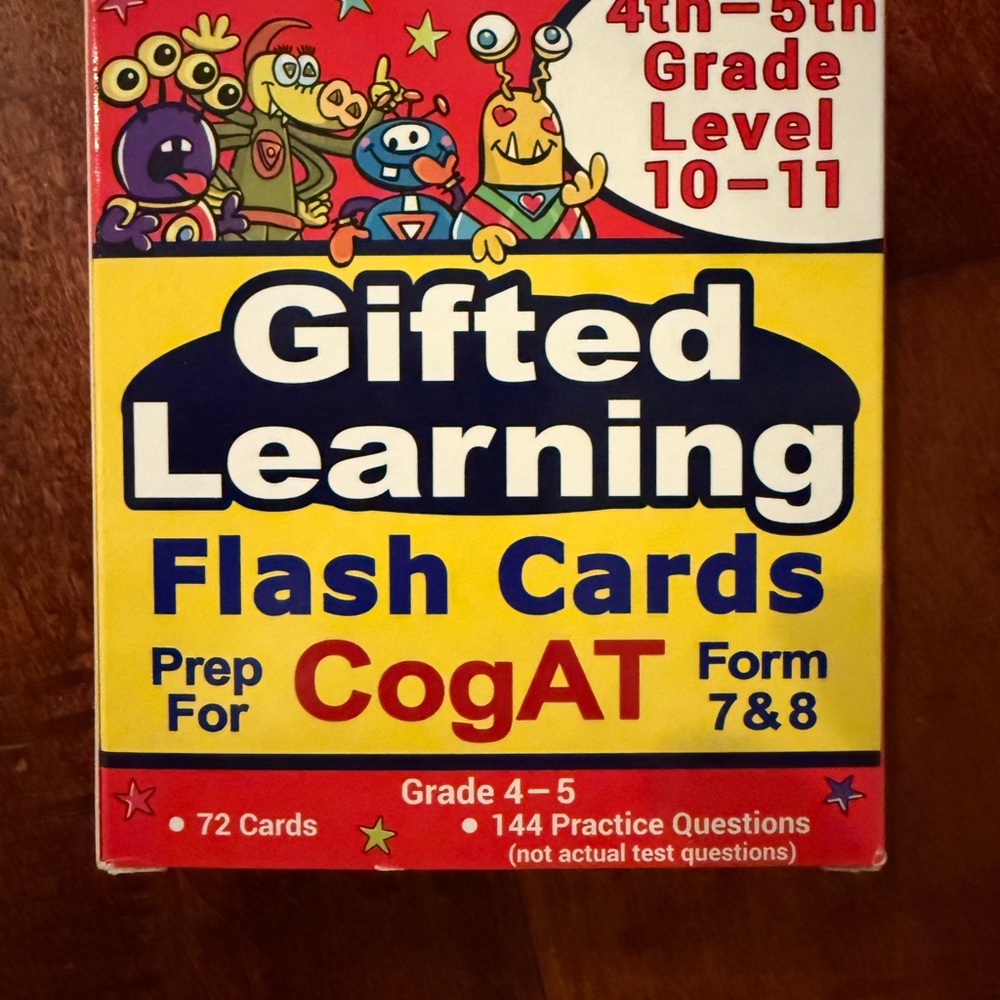 4th–5th
Grade
Level
10–11
Gifted
Learning
Flash Cards
Prep
For
CogAT
Form
7&8
Grade 4–5
• 72 Cards
• 144 Practice Questions
(not actual test questions)